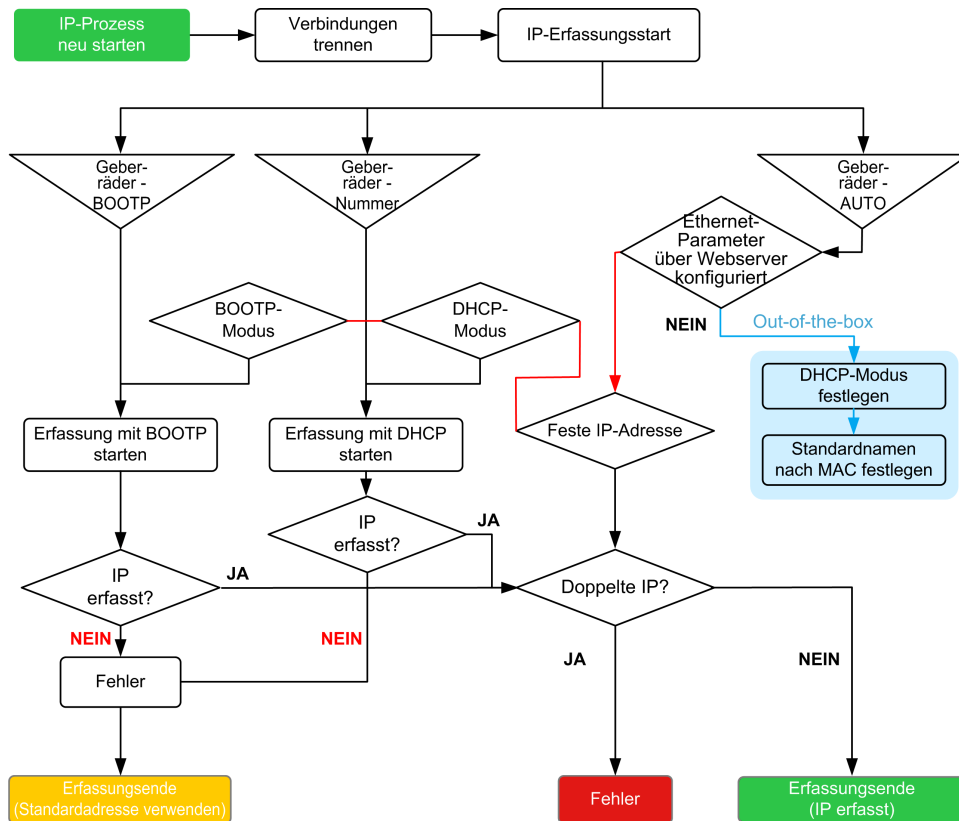 IP-Prozess
neu starten
Verbindungen
trennen
IP-Erfassungsstart
Geber-
räder -
BOOTP
Geber-
räder -
Nummer
Geber-
räder -
AUTO
Ethernet-
Parameter
über Webserver
konfiguriert
BOOTP-
Modus
DHCP-
Modus
NEIN
Out-of-the-box
DHCP-Modus
festlegen
Standardnamen
nach MAC festlegen
Erfassung mit BOOTP
starten
Erfassung mit DHCP
starten
Feste IP-Adresse
IP
erfasst?
JA
IP
erfasst?
JA
Doppelte IP?
NEIN
NEIN
JA
NEIN
Fehler
Erfassungsende
(Standardadresse verwenden)
Fehler
Erfassungsende
(IP erfasst)